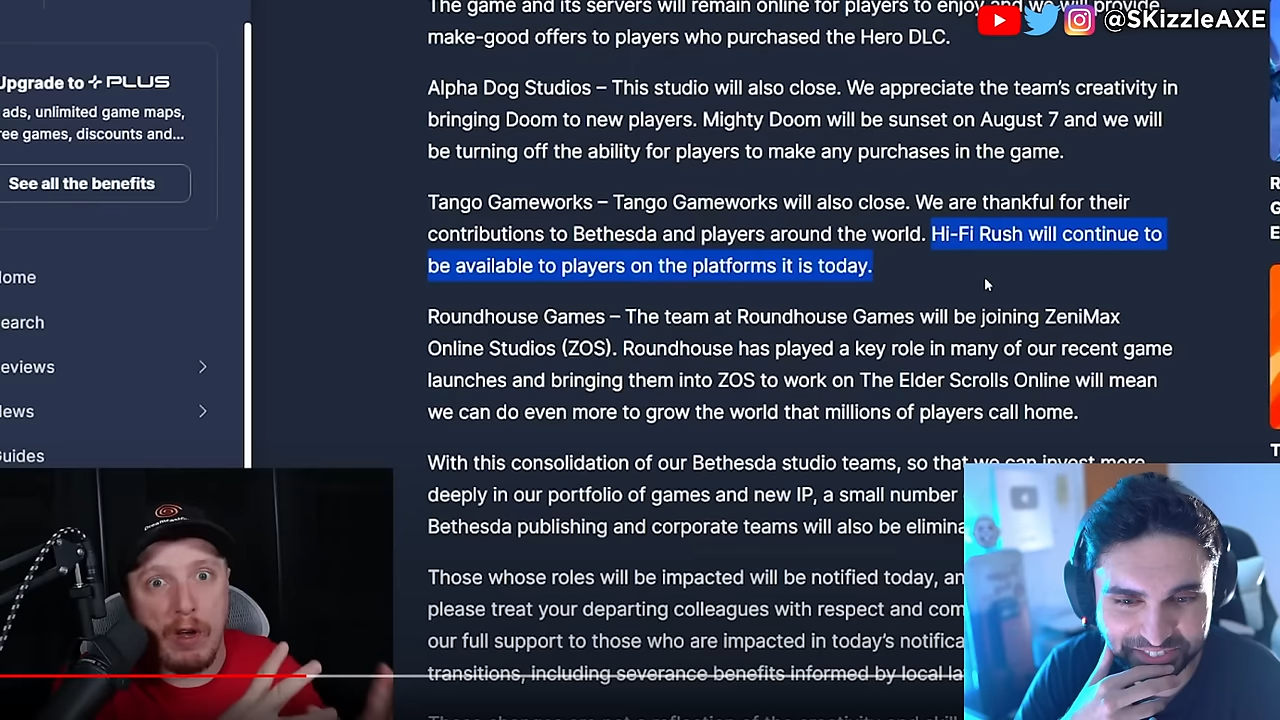 The game and its servers will remain online for players to enjoy and we will provide
@SKizzleAXE
make-good offers to players who purchased the Hero DLC.
Upgrade to + PLUS
ads, unlimited game maps,
ree games, discounts and...
See all the benefits
Alpha Dog Studios – This studio will also close. We appreciate the team's creativity in
bringing Doom to new players. Mighty Doom will be sunset on August 7 and we will
be turning off the ability for players to make any purchases in the game.
Tango Gameworks – Tango Gameworks will also close. We are thankful for their
contributions to Bethesda and players around the world. Hi-Fi Rush will continue to
be available to players on the platforms it is today.
ome
earch
eviews
ews
uides
Roundhouse Games – The team at Roundhouse Games will be joining ZeniMax
Online Studios (ZOS). Roundhouse has played a key role in many of our recent game
launches and bringing them into ZOS to work on The Elder Scrolls Online will mean
we can do even more to grow the world that millions of players call home.
With this consolidation of our Bethesda studio teams, so that we can invest more
deeply in our portfolio of games and new IP, a small number
Bethesda publishing and corporate teams will also be elimina
Those whose roles will be impacted will be notified today, an
please treat your departing colleagues with respect and com
our full support to those who are impacted in today's notifica
transitions, including severance benefits informed by local la
R
G
E
T